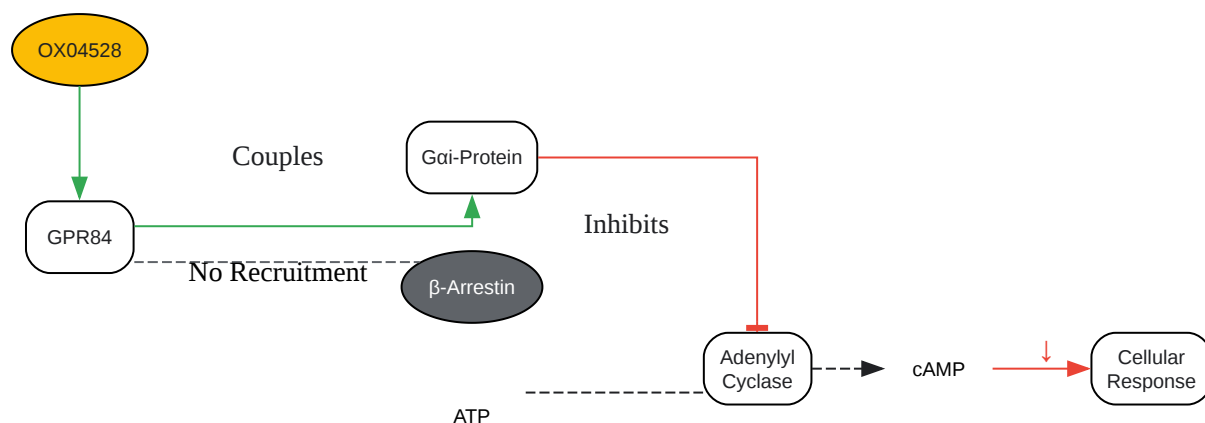 OX04528
Couples
Gαi-Protein
GPR84
Inhibits
No Recruitment
β-Arrestin
↓
Adenylyl
Cyclase
cAMP
Cellular
Response
ATP